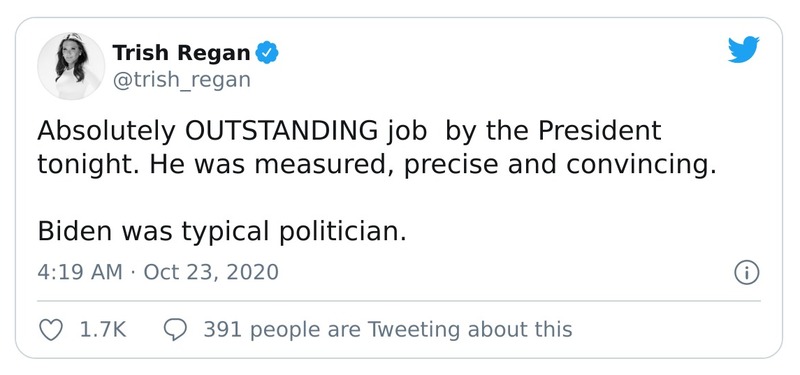 Trish Regan
@trish_regan
Absolutely OUTSTANDING job  by the President
tonight. He was measured, precise and convincing.
Biden was typical politician.
4:19 AM · Oct 23, 2020
1.7K 391 people are Tweeting about this